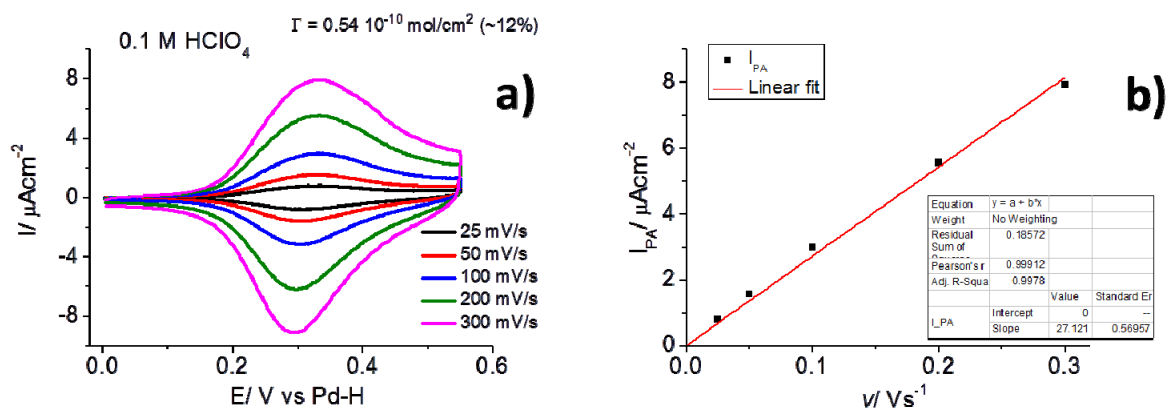 Γ = 0.54 10⁻¹⁰ mol/cm² (~12%)
0.1 M HClO₄
a)
8
4
0
-4
-8
I/ μAcm⁻²
25 mV/s
50 mV/s
100 mV/s
200 mV/s
300 mV/s
0.0 0.2 0.4 0.6
E/ V vs Pd-H
b)
I_PA
Linear fit
8
6
4
2
0
I_PA/ μAcm⁻²
Equation y = a + b*x
Weight No Weighting
Residual Sum of 0.18572
Pearson's r 0.99912
Adj. R-Squa 0.9978
Value Standard Er
I_PA Intercept 0 --
Slope 27.121 0.56957
0.0 0.1 0.2 0.3
v/ Vs⁻¹